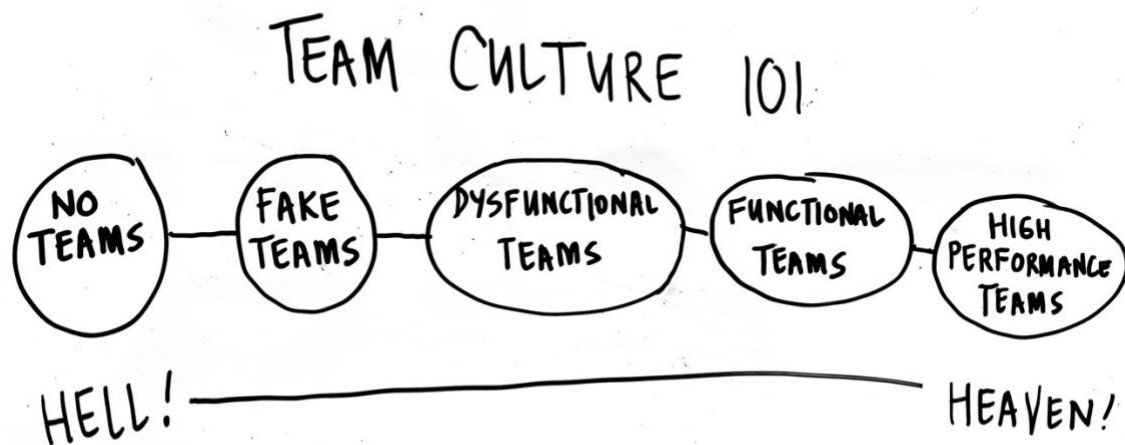 TEAM CULTURE 101
NO
TEAMS
FAKE
TEAMS
DYSFUNCTIONAL
TEAMS
FUNCTIONAL
TEAMS
HIGH
PERFORMANCE
TEAMS
HELL!
HEAVEN!